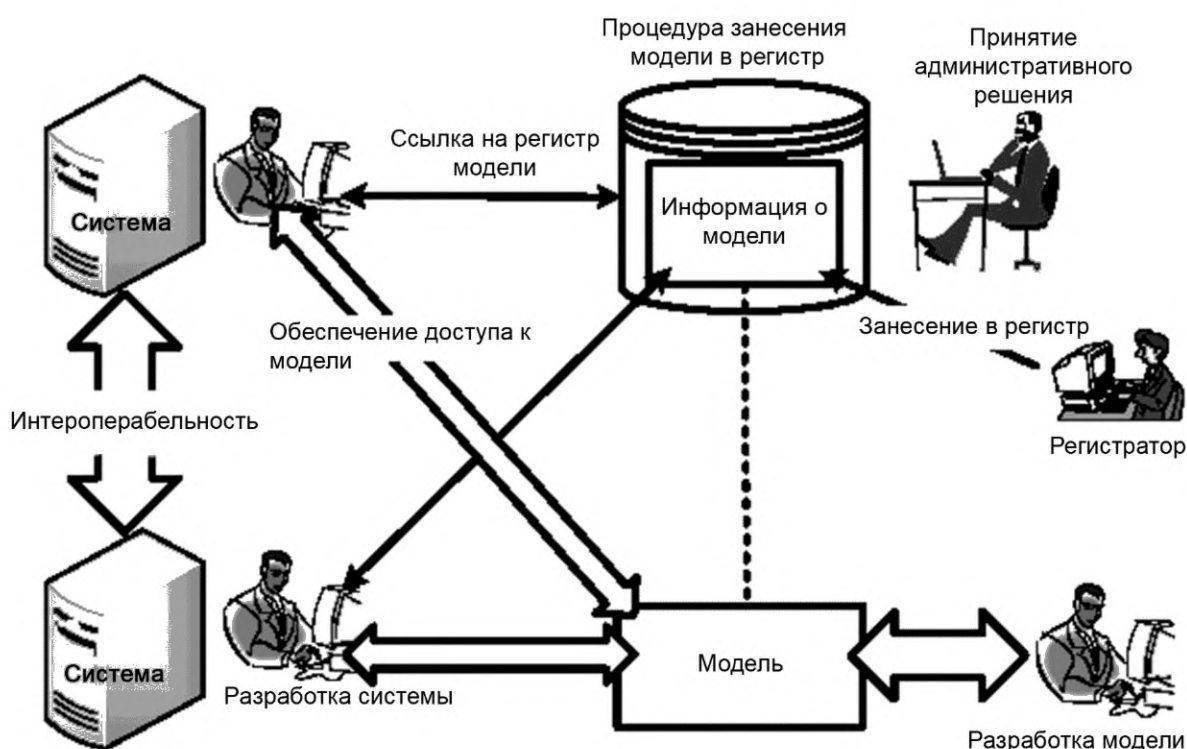 Процедура занесения
модели в регистр
Принятие
административного
решения
Ссылка на регистр
модели
Система
Информация о
модели
Обеспечение доступа к
модели
Занесение в регистр
Интероперабельность
Регистратор
Система
Разработка системы
Модель
Разработка модели